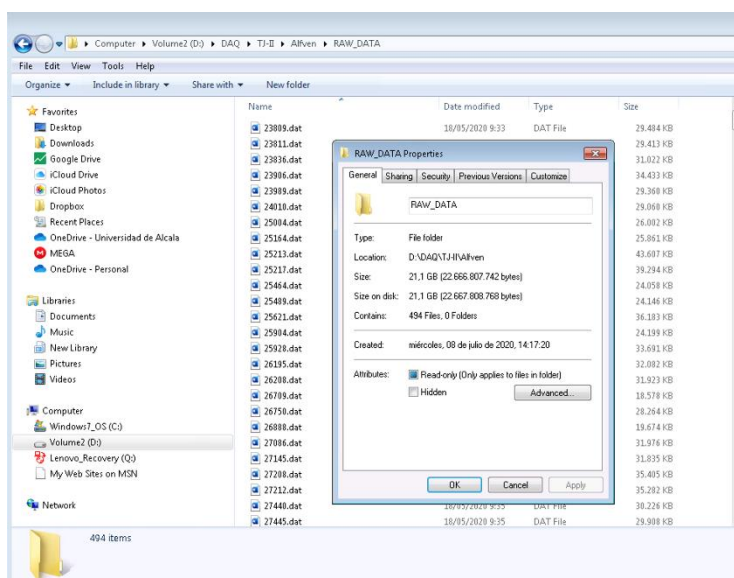 Computer ▸ Volume2 (D:) ▸ DAQ ▸ TJ-II ▸ Alfven ▸ RAW_DATA
File Edit View Tools Help
Organize Include in library Share with New folder
Favorites
Desktop
Downloads
Google Drive
iCloud Drive
iCloud Photos
Dropbox
Recent Places
OneDrive - Universidad de Alcala
MEGA
OneDrive - Personal
Libraries
Documents
Music
New Library
Pictures
Videos
Computer
Windows7_OS (C:)
Volume2 (D:)
Lenovo_Recovery (Q:)
My Web Sites on MSN
Network
Name Date modified Type Size
23809.dat 18/05/2020 9:33 DAT File 29.484 KB
23811.dat 29.413 KB
23836.dat 31.022 KB
23906.dat 34.433 KB
23989.dat 29.368 KB
24010.dat 29.068 KB
25004.dat 26.002 KB
25164.dat 25.861 KB
25213.dat 43.607 KB
25217.dat 39.294 KB
25464.dat 24.058 KB
25489.dat 24.146 KB
25621.dat 36.183 KB
25904.dat 24.199 KB
25928.dat 33.691 KB
26195.dat 32.082 KB
26208.dat 31.923 KB
26709.dat 18.578 KB
26750.dat 28.264 KB
26888.dat 19.674 KB
27086.dat 31.976 KB
27145.dat 31.835 KB
27208.dat 35.405 KB
27212.dat 35.282 KB
27440.dat 18/05/2020 9:35 DAT File 30.226 KB
27445.dat 18/05/2020 9:35 DAT File 29.908 KB
RAW_DATA Properties
General Sharing Security Previous Versions Customize
RAW_DATA
Type: File folder
Location: D:\DAQ\TJ-II\Alfven
Size: 21,1 GB (22.666.807.742 bytes)
Size on disk: 21,1 GB (22.667.808.768 bytes)
Contains: 494 Files, 0 Folders
Created: miércoles, 08 de julio de 2020, 14:17:20
Attributes: Read-only (Only applies to files in folder)
Hidden Advanced...
OK Cancel Apply
494 items